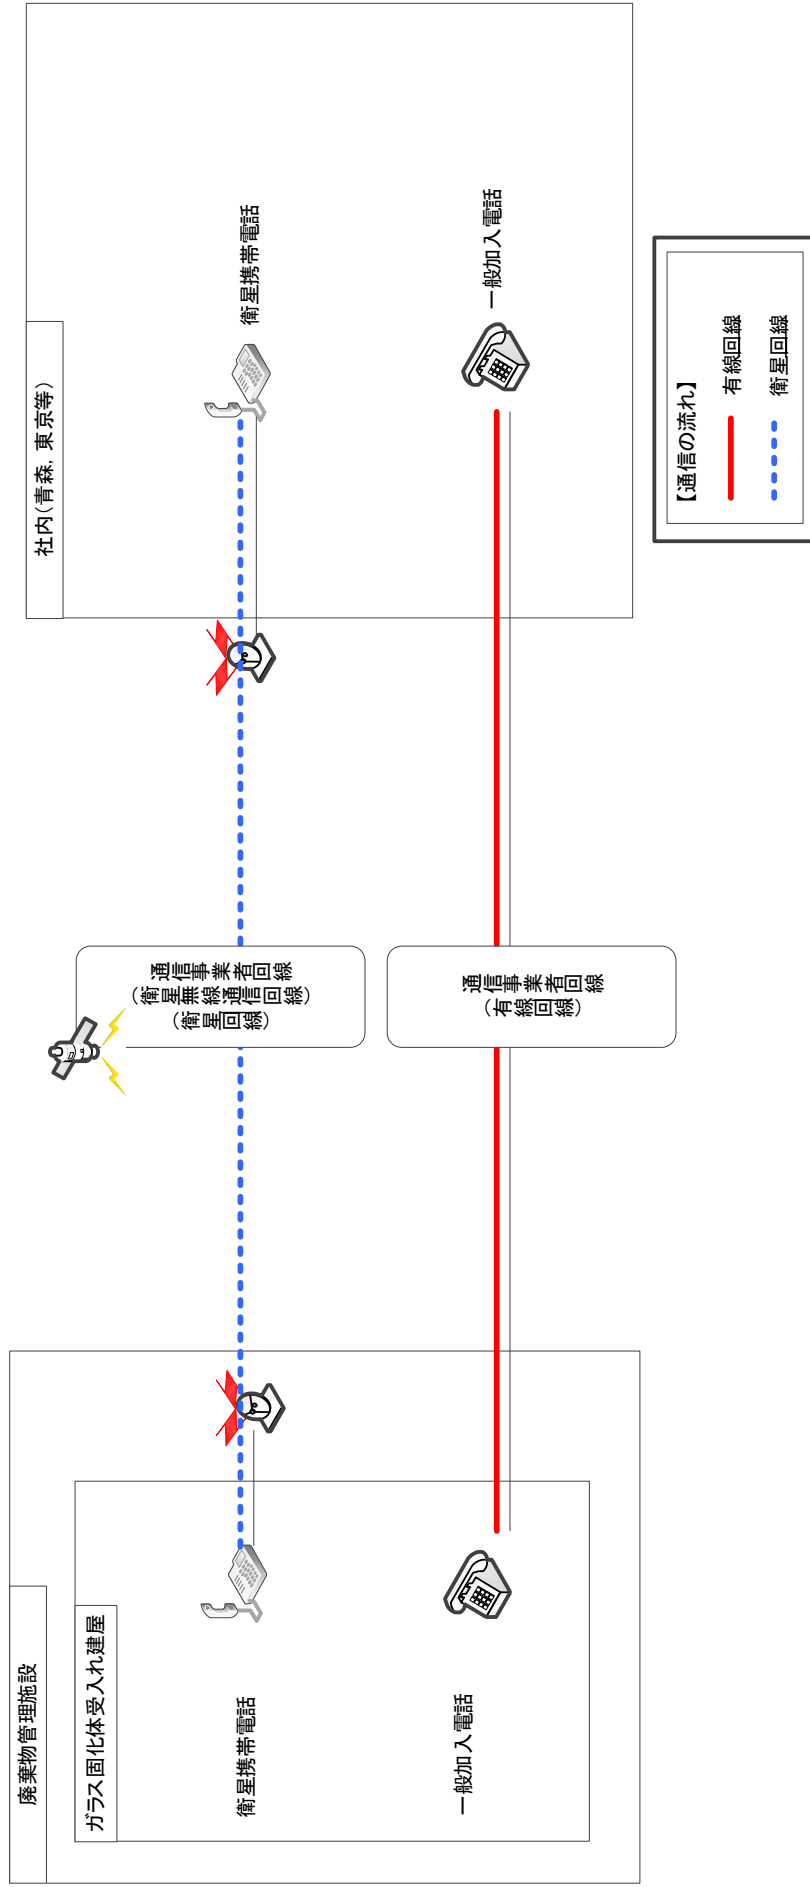 廃棄物管理施設
ガラス固化体受入れ建屋
衛星携帯電話
一般加入電話
通信事業者回線
(衛星無線通信回線)
(衛星回線)
通信事業者回線
(有線回線)
社内(青森, 東京等)
衛星携帯電話
一般加入電話
【通信の流れ】
有線回線
衛星回線